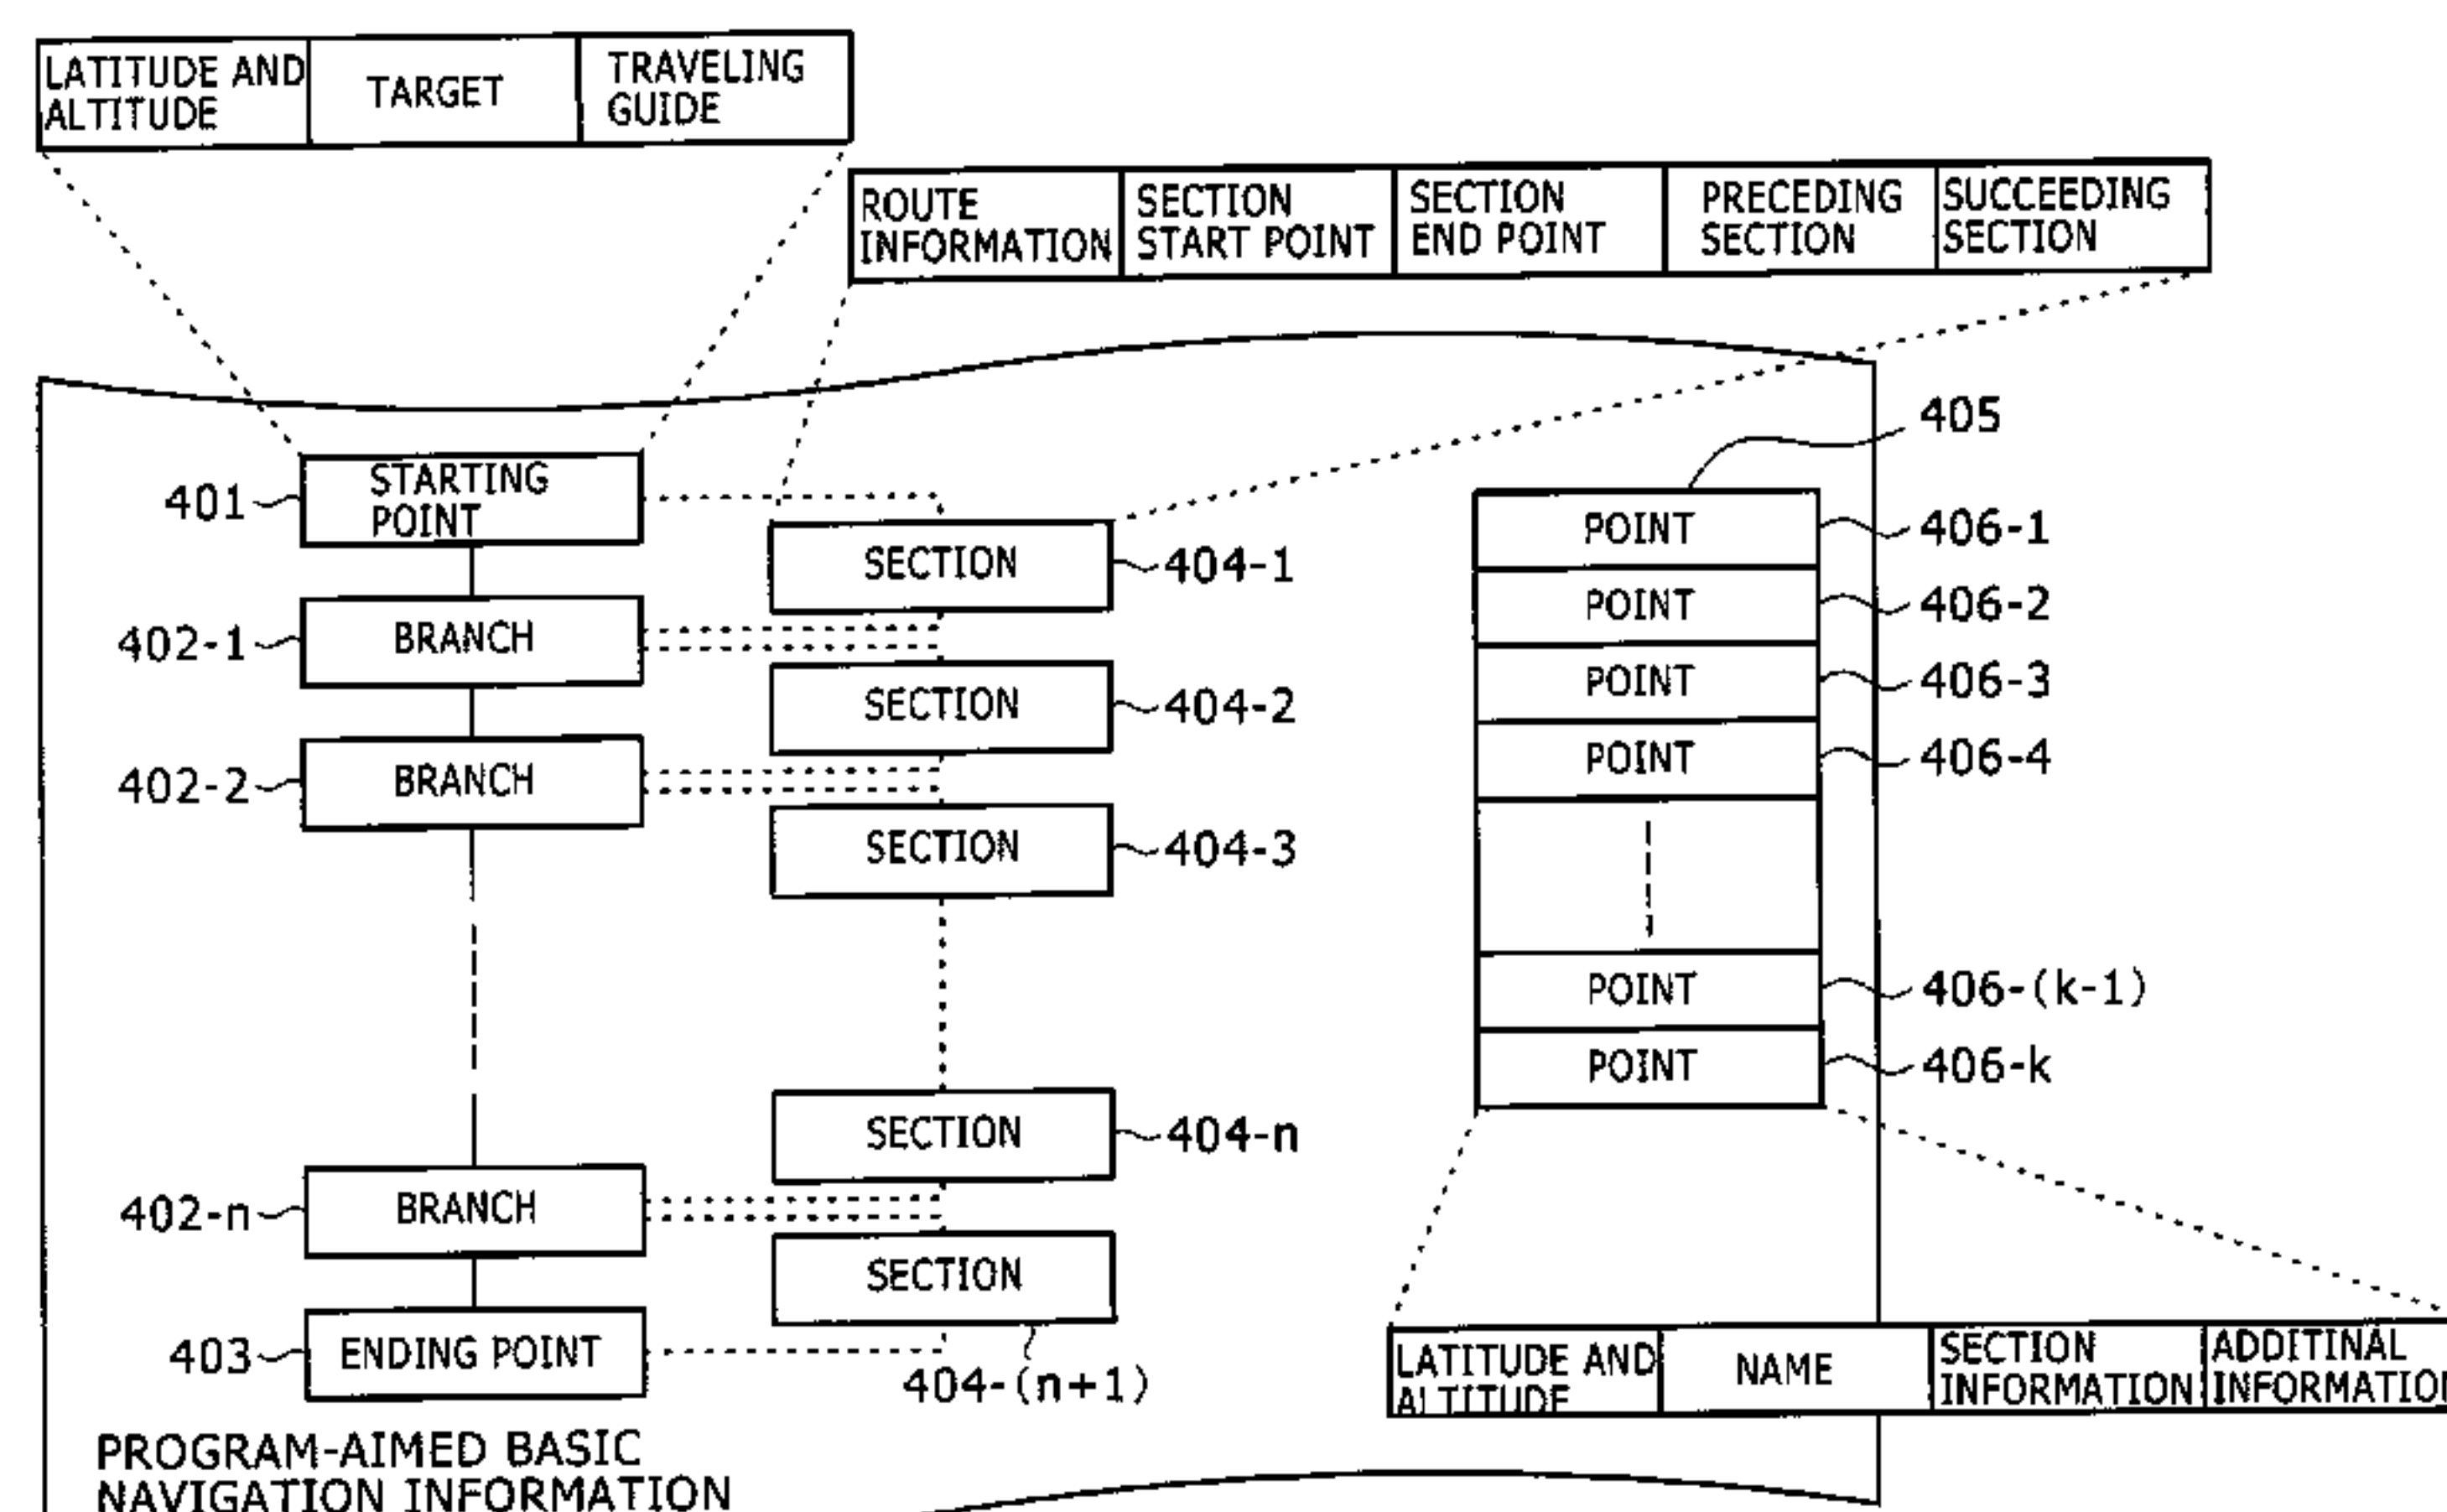 LATITUDE AND
ALTITUDE
TARGET
TRAVELING
GUIDE
ROUTE
INFORMATION
SECTION
START POINT
SECTION
END POINT
PRECEDING
SECTION
SUCCEEDING
SECTION
405
401
STARTING
POINT
SECTION
404-1
POINT
406-1
POINT
406-2
402-1
BRANCH
SECTION
404-2
POINT
406-3
POINT
406-4
402-2
BRANCH
SECTION
404-3
POINT
406-(k-1)
POINT
406-k
SECTION
404-n
402-n
BRANCH
SECTION
404-(n+1)
403
ENDING POINT
LATITUDE AND
ALTITUDE
NAME
SECTION
INFORMATION
ADDITINAL
INFORMATION
PROGRAM-AIMED BASIC
NAVIGATION INFORMATION